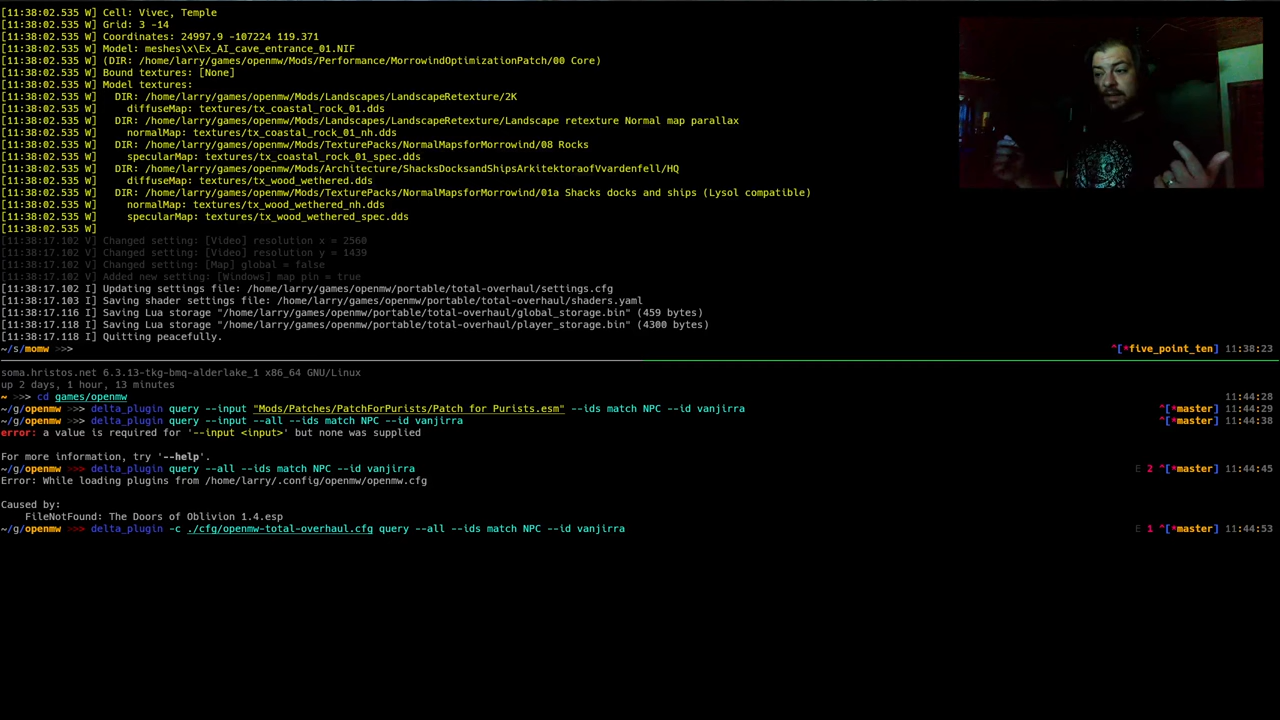 [11:38:02.535 W] Cell: Vivec, Temple
[11:38:02.535 W] Grid: 3 -14
[11:38:02.535 W] Coordinates: 24997.9 -107224 119.371
[11:38:02.535 W] Model: meshes\x\Ex_AI_cave_entrance_01.NIF
[11:38:02.535 W] (DIR: /home/larry/games/openmw/Mods/Performance/MorrowindOptimizationPatch/00 Core)
[11:38:02.535 W] Bound textures: [None]
[11:38:02.535 W] Model textures:
[11:38:02.535 W]   DIR: /home/larry/games/openmw/Mods/Landscapes/LandscapeRetexture/2K
[11:38:02.535 W]     diffuseMap: textures/tx_coastal_rock_01.dds
[11:38:02.535 W]   DIR: /home/larry/games/openmw/Mods/Landscapes/LandscapeRetexture/Landscape retexture Normal map parallax
[11:38:02.535 W]     normalMap: textures/tx_coastal_rock_01_nh.dds
[11:38:02.535 W]   DIR: /home/larry/games/openmw/Mods/TexturePacks/NormalMapsforMorrowind/08 Rocks
[11:38:02.535 W]     specularMap: textures/tx_coastal_rock_01_spec.dds
[11:38:02.535 W]   DIR: /home/larry/games/openmw/Mods/Architecture/ShacksDocksandShipsArkitektoraofVvardenfell/HQ
[11:38:02.535 W]     diffuseMap: textures/tx_wood_wethered.dds
[11:38:02.535 W]   DIR: /home/larry/games/openmw/Mods/TexturePacks/NormalMapsforMorrowind/01a Shacks docks and ships (Lysol compatible)
[11:38:02.535 W]     normalMap: textures/tx_wood_wethered_nh.dds
[11:38:02.535 W]     specularMap: textures/tx_wood_wethered_spec.dds
[11:38:02.535 W]
[11:38:17.102 V] Changed setting: [Video] resolution x = 2560
[11:38:17.102 V] Changed setting: [Video] resolution y = 1439
[11:38:17.102 V] Changed setting: [Map] global = false
[11:38:17.102 V] Added new setting: [Windows] map pin = true
[11:38:17.102 I] Updating settings file: /home/larry/games/openmw/portable/total-overhaul/settings.cfg
[11:38:17.103 I] Saving shader settings file: /home/larry/games/openmw/portable/total-overhaul/shaders.yaml
[11:38:17.116 I] Saving Lua storage "/home/larry/games/openmw/portable/total-overhaul/global_storage.bin" (459 bytes)
[11:38:17.118 I] Saving Lua storage "/home/larry/games/openmw/portable/total-overhaul/player_storage.bin" (4300 bytes)
[11:38:17.118 I] Quitting peacefully.
~/s/momw >>> ^[*five_point_ten] 11:38:23
soma.hristos.net 6.3.13-tkg-bmq-alderlake_1 x86_64 GNU/Linux
up 2 days, 1 hour, 13 minutes
~ >>> cd games/openmw 11:44:28
~/g/openmw >>> delta_plugin query --input "Mods/Patches/PatchForPurists/Patch for Purists.esm" --ids match NPC --id vanjirra ^[*master] 11:44:29
~/g/openmw >>> delta_plugin query --input --all --ids match NPC --id vanjirra ^[*master] 11:44:38
error: a value is required for '--input <input>' but none was supplied
For more information, try '--help'.
~/g/openmw >>> delta_plugin query --all --ids match NPC --id vanjirra E 2 ^[*master] 11:44:45
Error: While loading plugins from /home/larry/.config/openmw/openmw.cfg
Caused by:
    FileNotFound: The Doors of Oblivion 1.4.esp
~/g/openmw >>> delta_plugin -c ./cfg/openmw-total-overhaul.cfg query --all --ids match NPC --id vanjirra E 1 ^[*master] 11:44:53